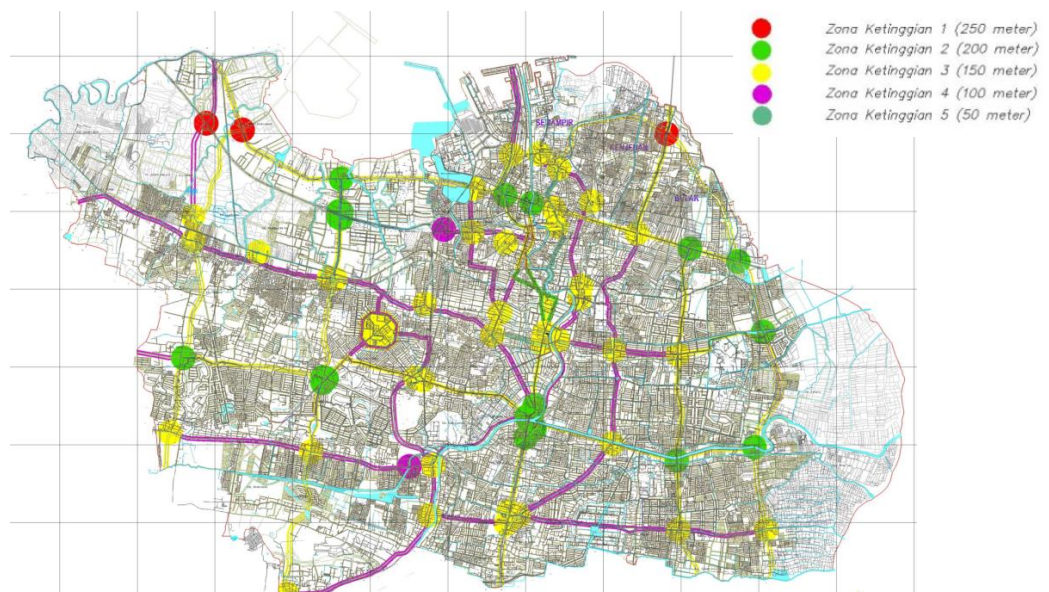 Zona Ketinggian 1 (250 meter)
Zona Ketinggian 2 (200 meter)
Zona Ketinggian 3 (150 meter)
Zona Ketinggian 4 (100 meter)
Zona Ketinggian 5 (50 meter)
SEMAMPIR
KENJERAN
BULAK